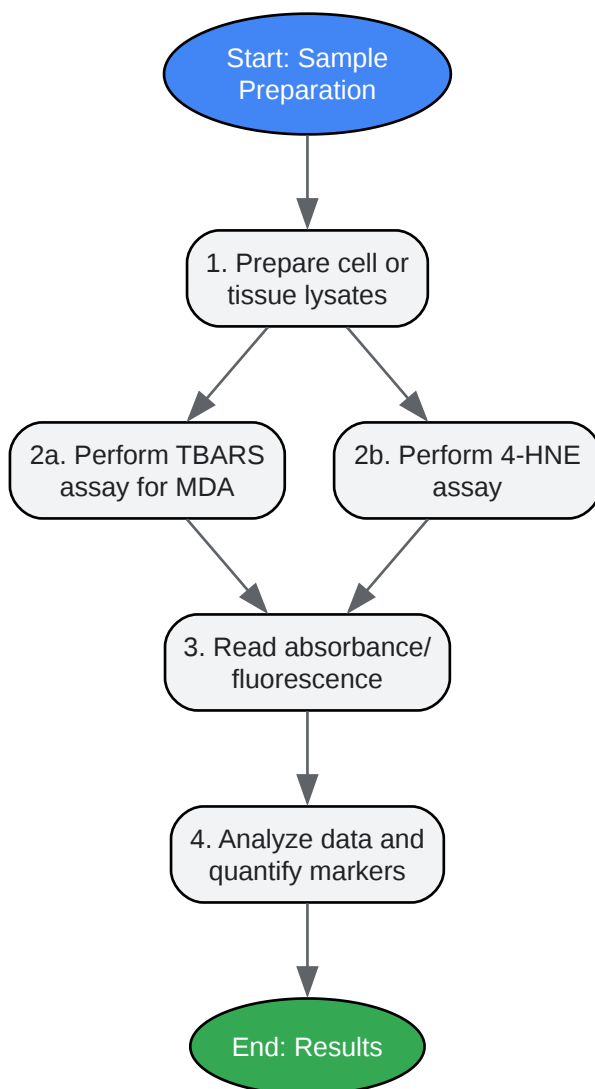 Start: Sample
Preparation
1. Prepare cell or
tissue lysates
2a. Perform TBARS
assay for MDA
2b. Perform 4-HNE
assay
3. Read absorbance/
fluorescence
4. Analyze data and
quantify markers
End: Results